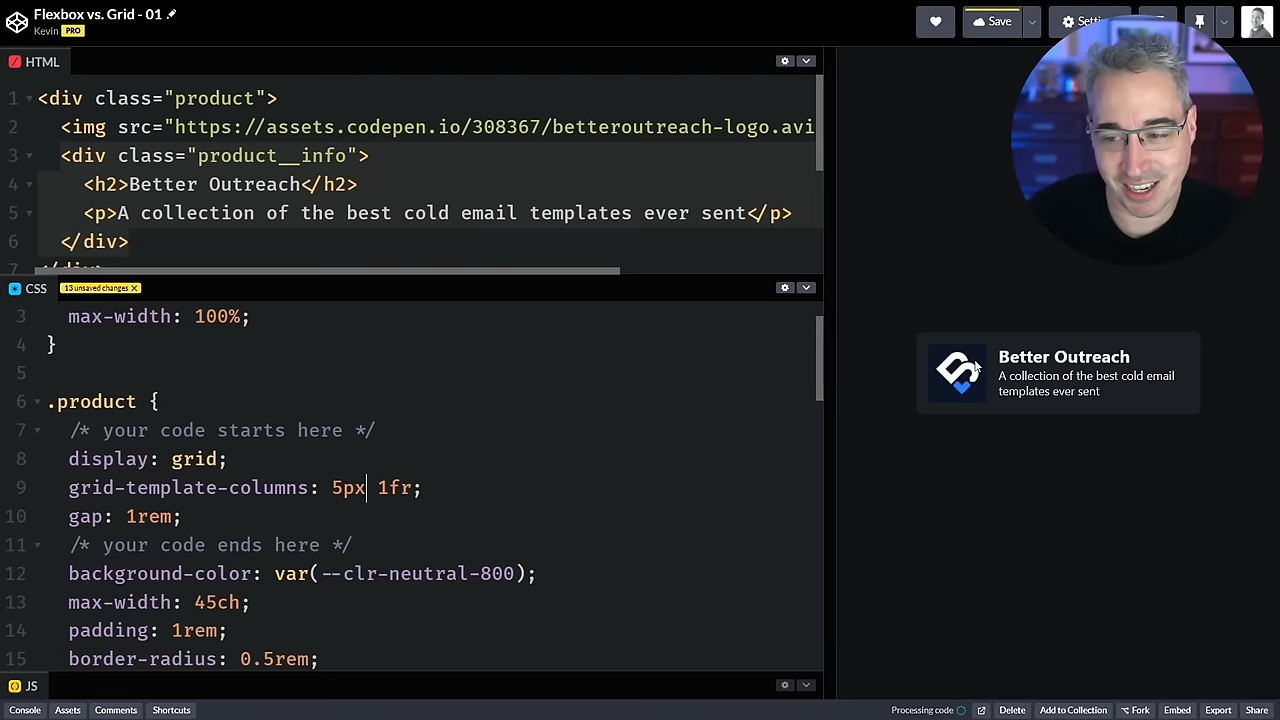 Flexbox vs. Grid - 01
Kevin PRO
Save
HTML
1 <div class="product">
2 <img src="https://assets.codepen.io/308367/betteroutreach-logo.avi
3 <div class="product__info">
4 <h2>Better Outreach</h2>
5 <p>A collection of the best cold email templates ever sent</p>
6 </div>
7 </div>
CSS 13 unsaved changes ×
3 max-width: 100%;
4 }
5
6 .product {
7 /* your code starts here */
8 display: grid;
9 grid-template-columns: 5px 1fr;
10 gap: 1rem;
11 /* your code ends here */
12 background-color: var(--clr-neutral-800);
13 max-width: 45ch;
14 padding: 1rem;
15 border-radius: 0.5rem;
JS
Better Outreach
A collection of the best cold email
templates ever sent
Console Assets Comments Shortcuts Processing code Delete Add to Collection Fork Embed Export Share